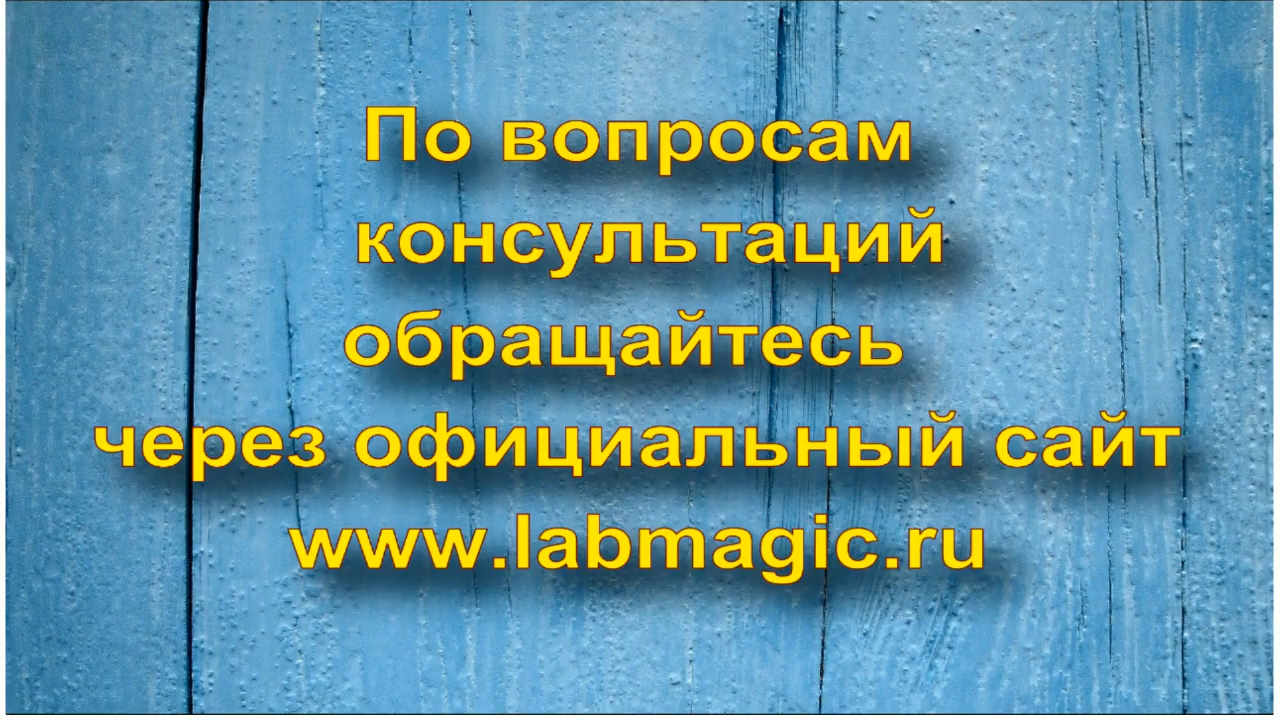 По вопросам
консультаций
обращайтесь
через официальный сайт
www.labmagic.ru